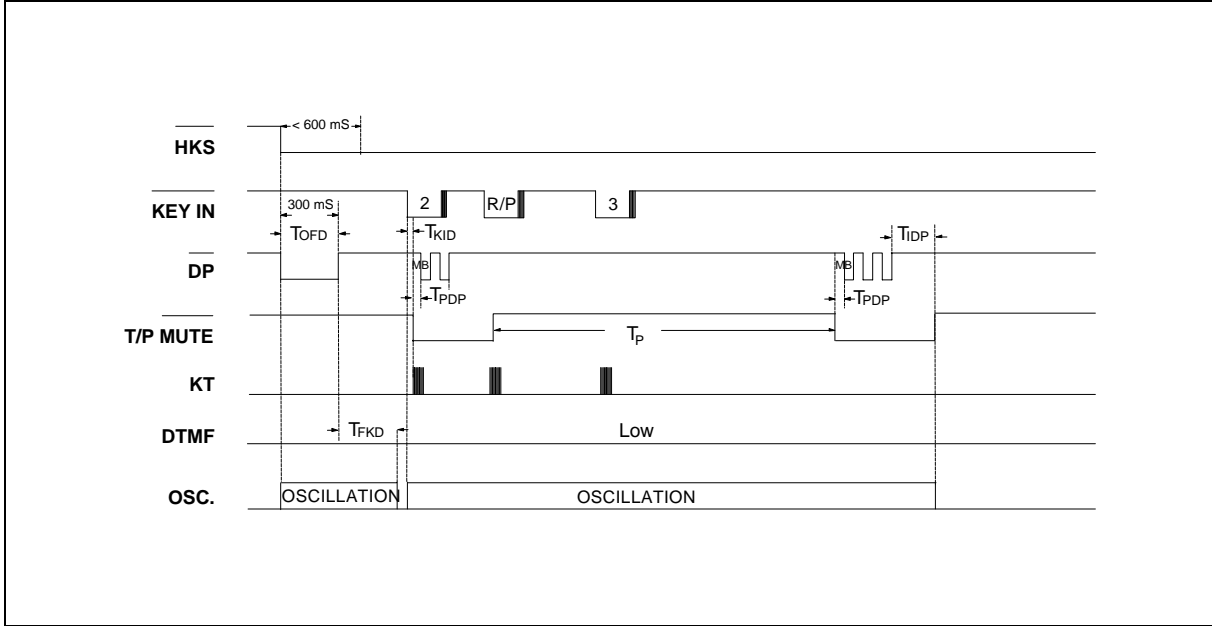 < 600 mS
HKS
KEY IN
2
R/P
3
300 mS
TOFD
TKID
TIDP
DP
MB
MB
TPDP
TPDP
T/P MUTE
TP
KT
DTMF
TFKD
Low
OSC.
OSCILLATION
OSCILLATION